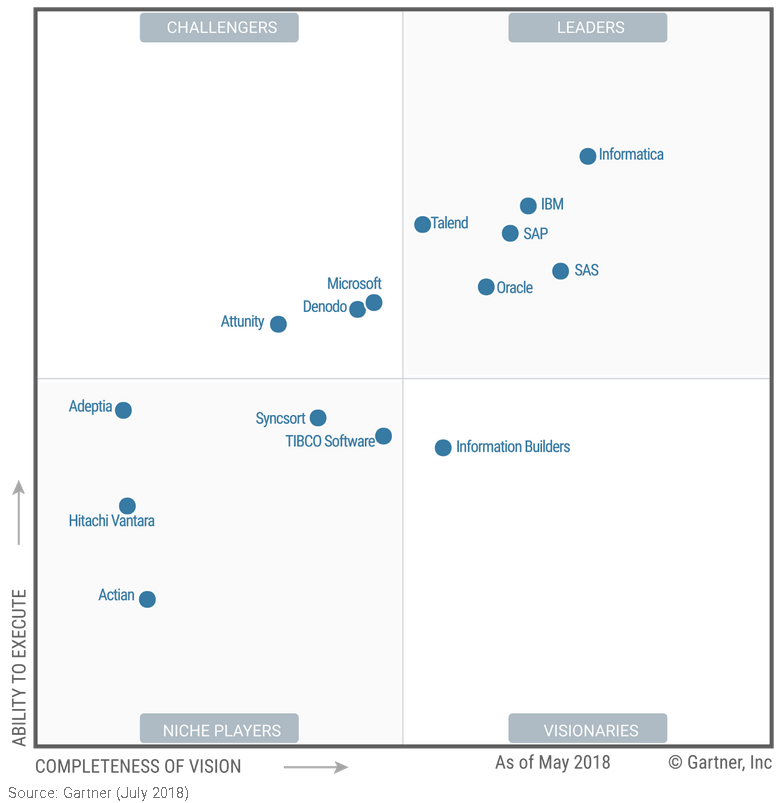 CHALLENGERS
LEADERS
Informatica
IBM
Talend
SAP
SAS
Microsoft
Oracle
Denodo
Attunity
Adeptia
Syncsort
TIBCO Software
Information Builders
Hitachi Vantara
Actian
ABILITY TO EXECUTE
NICHE PLAYERS
VISIONARIES
COMPLETENESS OF VISION
As of May 2018
© Gartner, Inc
Source: Gartner (July 2018)